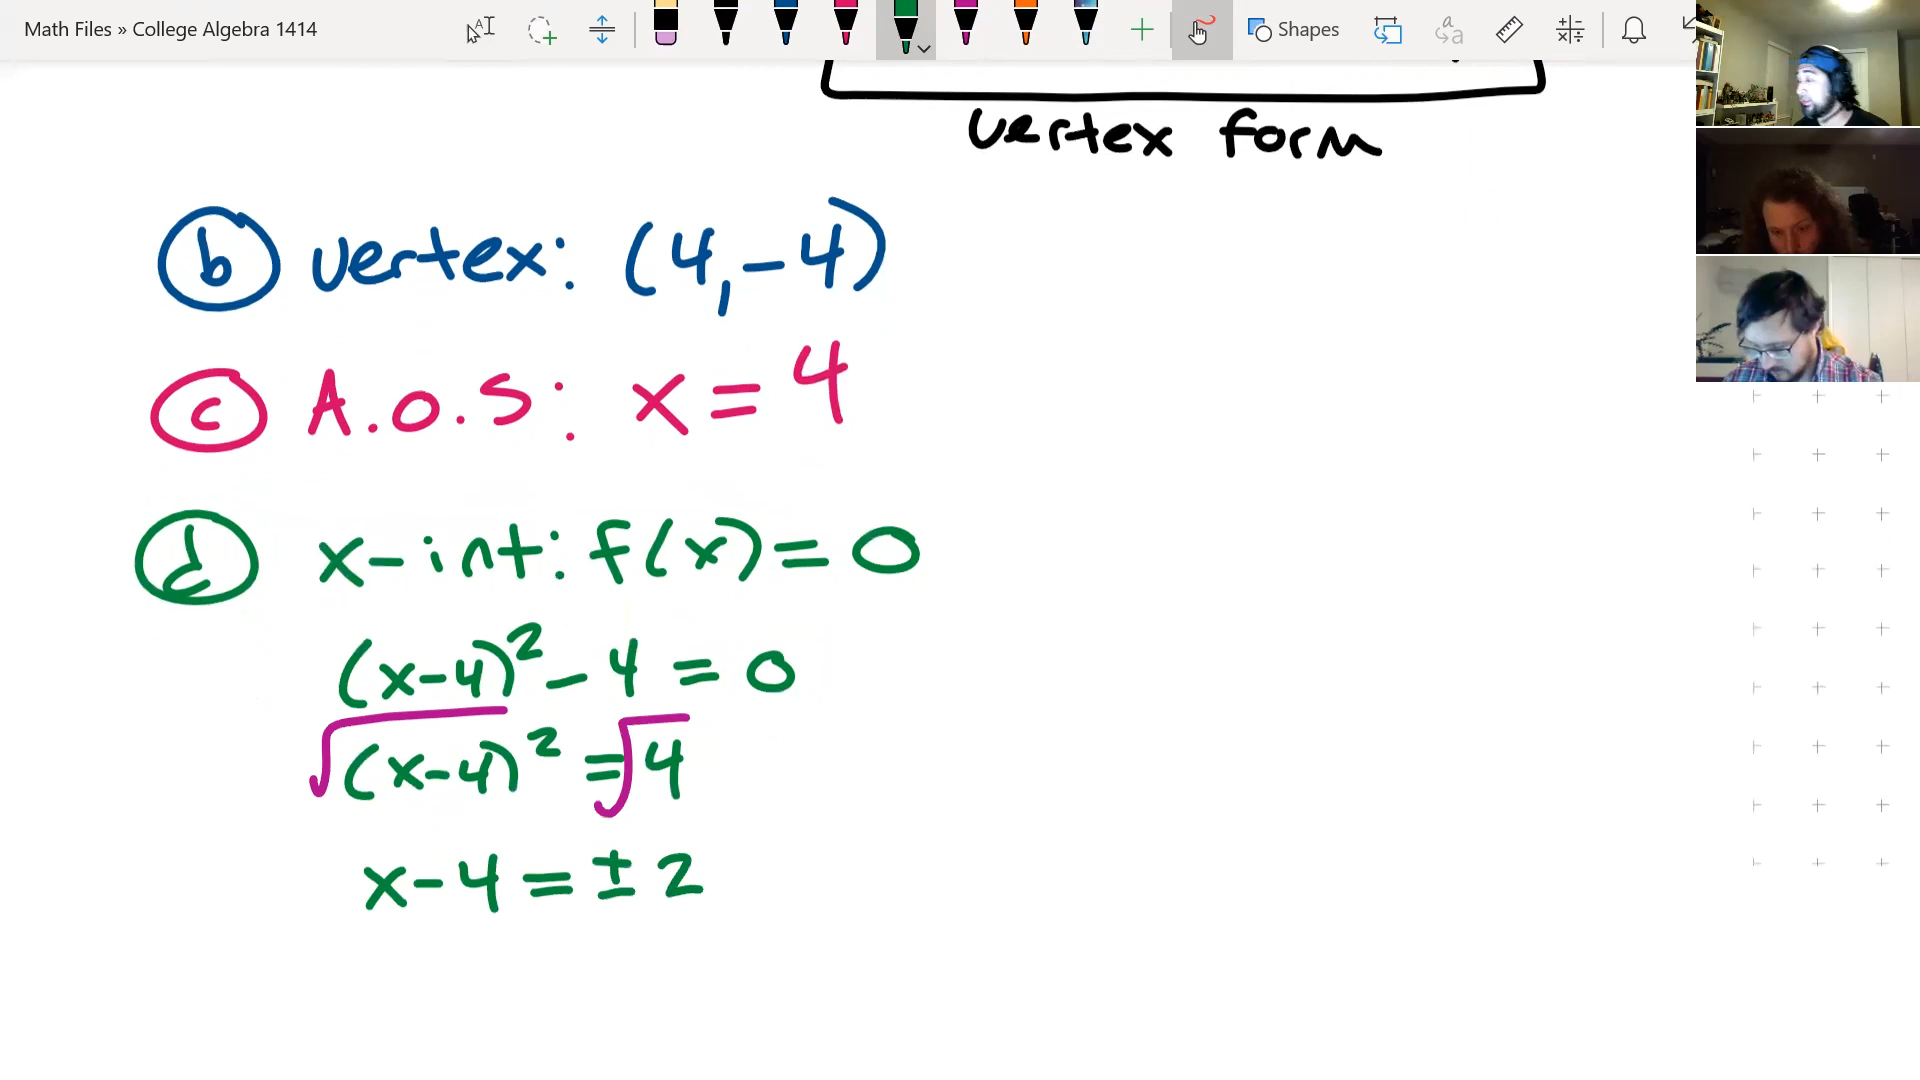 Math Files » College Algebra 1414
Shapes
vertex form
b vertex: (4,-4)
c A.o.S: x = 4
d x-int: f(x) = 0
(x-4)² - 4 = 0
√(x-4)² = √4
x-4 = ± 2